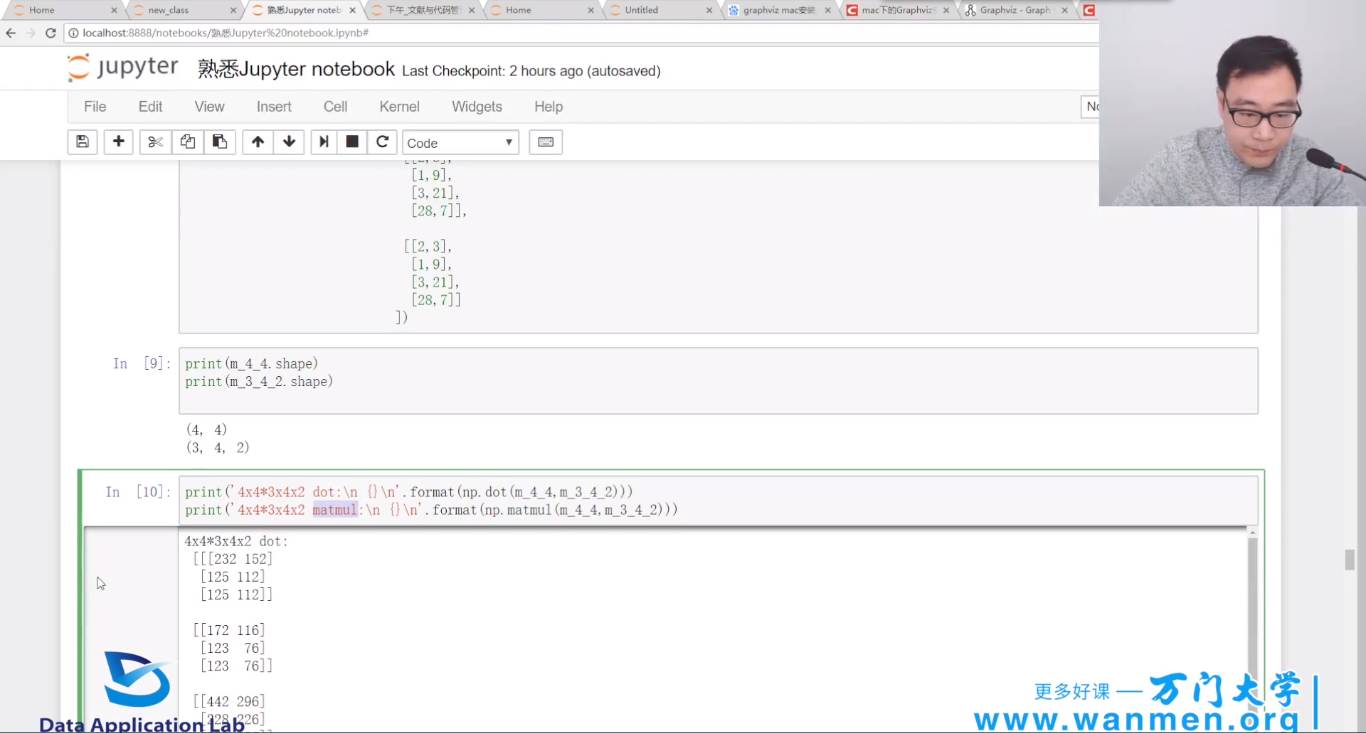 Home
new_class
熟悉Jupyter noteb
下午_文献与代码管
Home
Untitled
graphviz mac安装
mac下的Graphviz
Graphviz - Graph
localhost:8888/notebooks/熟悉Jupyter%20notebook.ipynb#
jupyter 熟悉Jupyter notebook Last Checkpoint: 2 hours ago (autosaved)
File Edit View Insert Cell Kernel Widgets Help
Code
[1,9],
[3,21],
[28,7]],
[[2,3],
[1,9],
[3,21],
[28,7]]
])
In [9]: print(m_4_4.shape)
print(m_3_4_2.shape)
(4, 4)
(3, 4, 2)
In [10]: print('4x4*3x4x2 dot:\n {}\n'.format(np.dot(m_4_4,m_3_4_2)))
print('4x4*3x4x2 matmul:\n {}\n'.format(np.matmul(m_4_4,m_3_4_2)))
4x4*3x4x2 dot:
[[[232 152]
[125 112]
[125 112]]
[[172 116]
[123 76]
[123 76]]
[[442 296]
[228 226]
Data Application Lab
更多好课 — 万门大学
www.wanmen.org